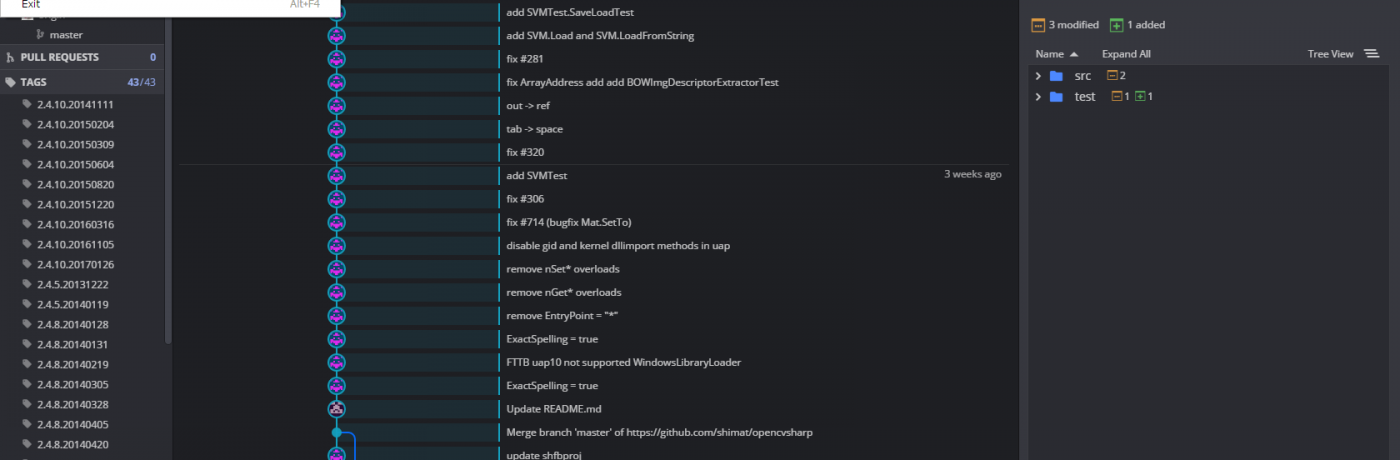 Exit Alt+F4
master
PULL REQUESTS 0
TAGS 43/43
2.4.10.20141111
2.4.10.20150204
2.4.10.20150309
2.4.10.20150604
2.4.10.20150820
2.4.10.20151220
2.4.10.20160316
2.4.10.20161105
2.4.10.20170126
2.4.5.20131222
2.4.5.20140119
2.4.8.20140128
2.4.8.20140131
2.4.8.20140219
2.4.8.20140305
2.4.8.20140328
2.4.8.20140405
2.4.8.20140420
add SVMTest.SaveLoadTest
add SVM.Load and SVM.LoadFromString
fix #281
fix ArrayAddress add add BOWImgDescriptorExtractorTest
out -> ref
tab -> space
fix #320
add SVMTest 3 weeks ago
fix #306
fix #714 (bugfix Mat.SetTo)
disable gid and kernel dllimport methods in uap
remove nSet* overloads
remove nGet* overloads
remove EntryPoint = "*"
ExactSpelling = true
FTTB uap10 not supported WindowsLibraryLoader
ExactSpelling = true
Update README.md
Merge branch 'master' of https://github.com/shimat/opencvsharp
update shfbproj
3 modified 1 added
Name Expand All Tree View
src 2
test 1 1